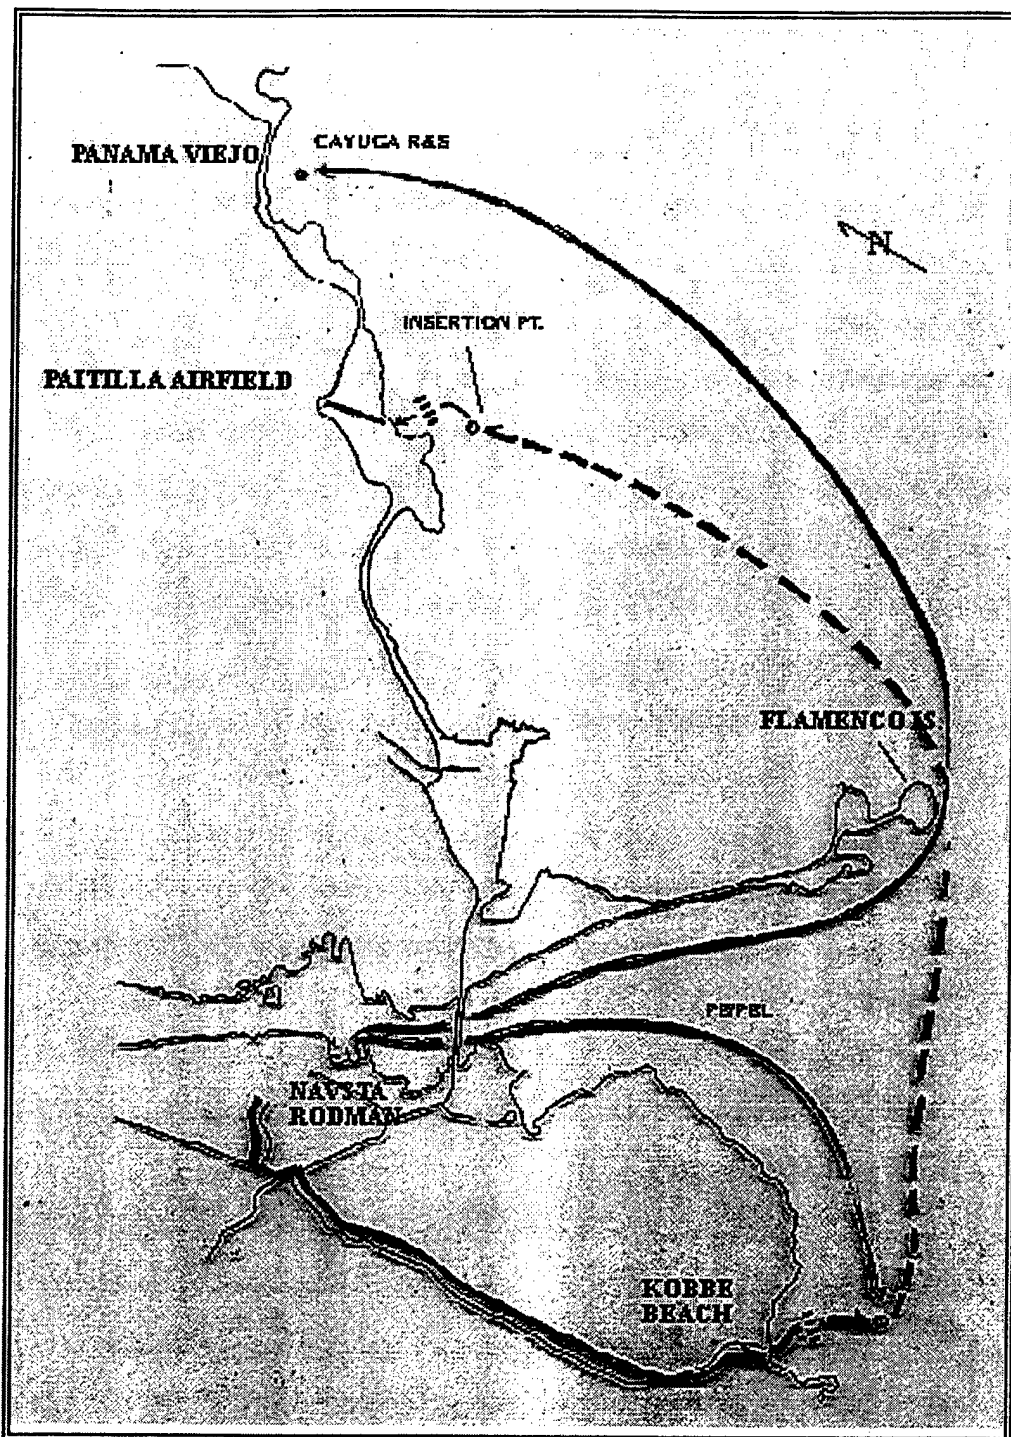 CAYUGA R&S
PANAMA VIEJO
N
INSERTION PT.
PAITILLA AIRFIELD
FLAMENCO IS.
NAVSTA
RODMAN
KOBBE
BEACH